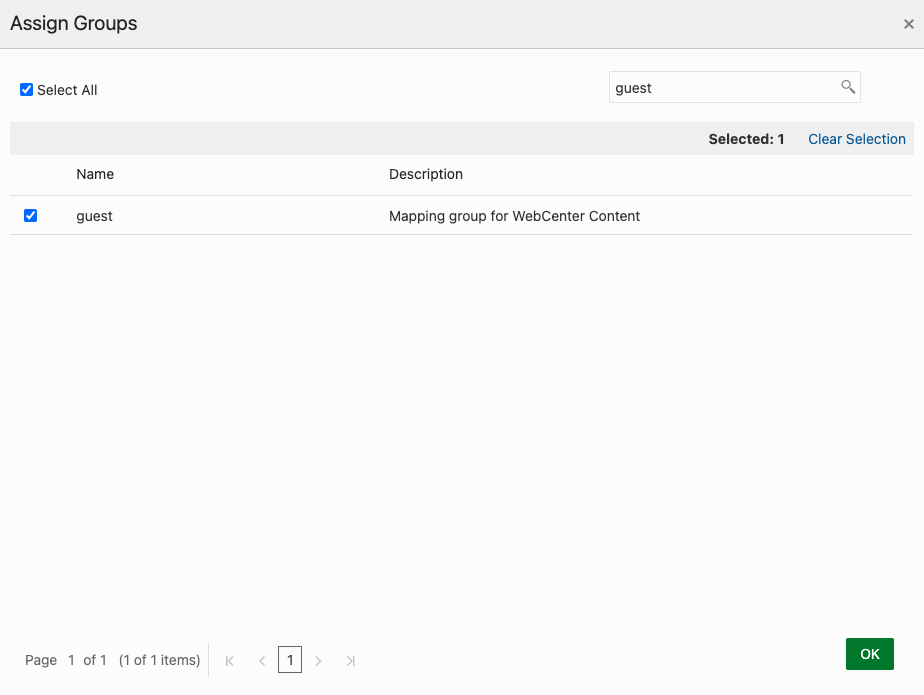 Assign Groups
Select All
guest
Selected: 1 Clear Selection
Name Description
guest Mapping group for WebCenter Content
Page 1 of 1 (1 of 1 items) 1
OK